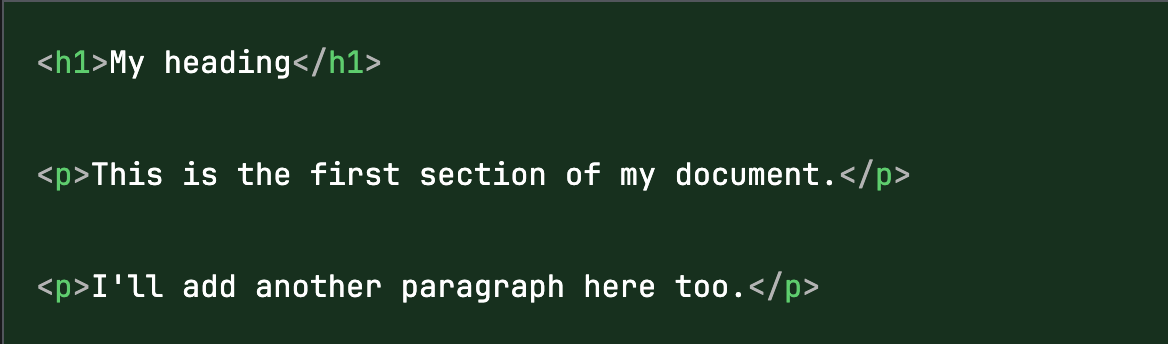 <h1>My heading</h1>
<p>This is the first section of my document.</p>
<p>I'll add another paragraph here too.</p>